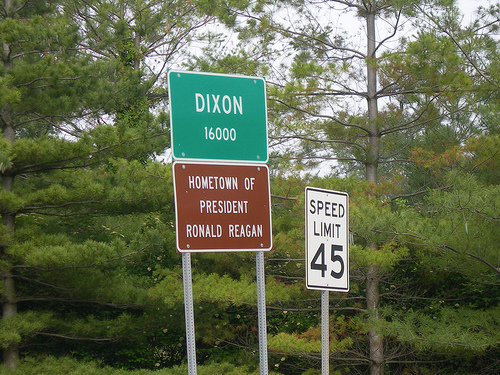 DIXON
16000
HOMETOWN OF
PRESIDENT
RONALD REAGAN
SPEED
LIMIT
45